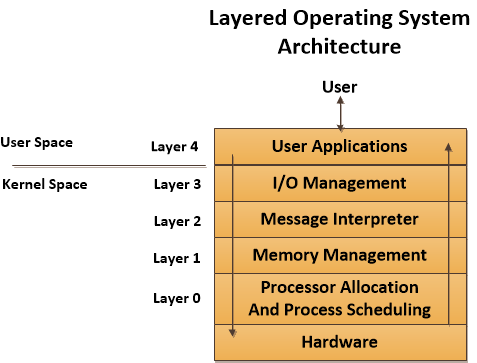 Layered Operating System
Architecture
User
User Space
Layer 4
User Applications
Kernel Space
Layer 3
I/O Management
Layer 2
Message Interpreter
Layer 1
Memory Management
Layer 0
Processor Allocation
And Process Scheduling
Hardware